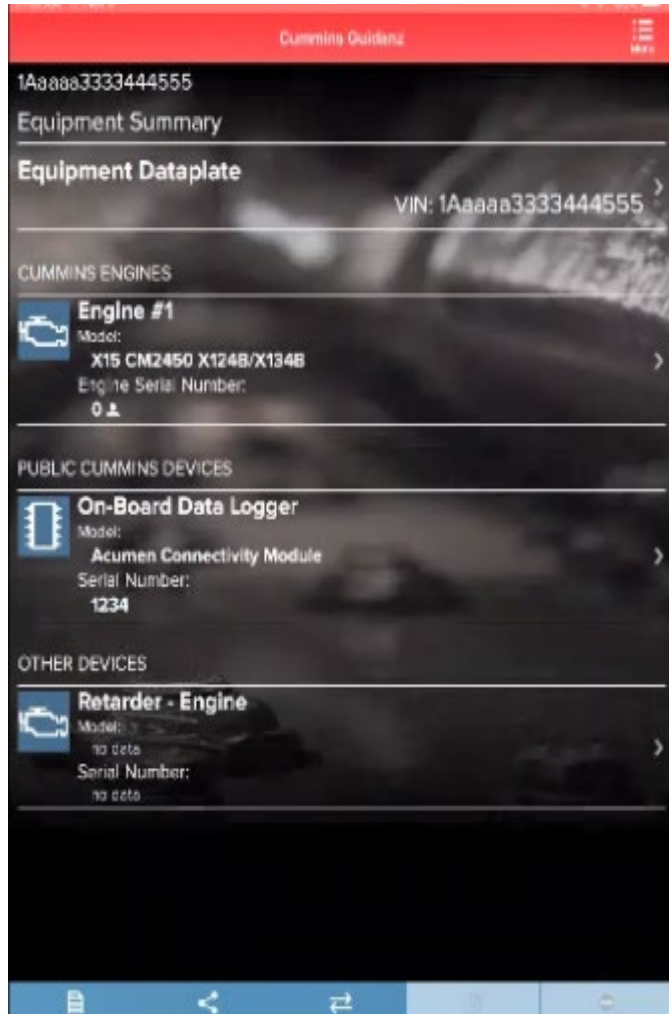 Cummins Guidanz
Menu
1Aaaaa3333444555
Equipment Summary
Equipment Dataplate
VIN: 1Aaaaa3333444555
CUMMINS ENGINES
Engine #1
Model:
X15 CM2450 X124B/X134B
Engine Serial Number:
0
PUBLIC CUMMINS DEVICES
On-Board Data Logger
Model:
Acumen Connectivity Module
Serial Number:
1234
OTHER DEVICES
Retarder - Engine
Model:
no data
Serial Number:
no data